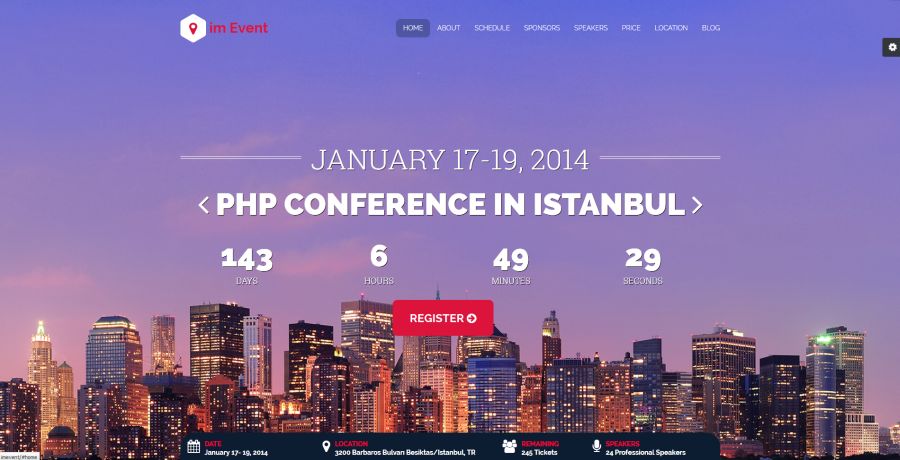 im Event
HOME ABOUT SCHEDULE SPONSORS SPEAKERS PRICE LOCATION BLOG
JANUARY 17-19, 2014
< PHP CONFERENCE IN ISTANBUL >
143 6 49 29
DAYS HOURS MINUTES SECONDS
REGISTER
DATE LOCATION REMAINING SPEAKERS
January 17- 19, 2014 3200 Barbaros Bulvarı Besiktas/Istanbul, TR 245 Tickets 24 Professional Speakers
imevent/#home